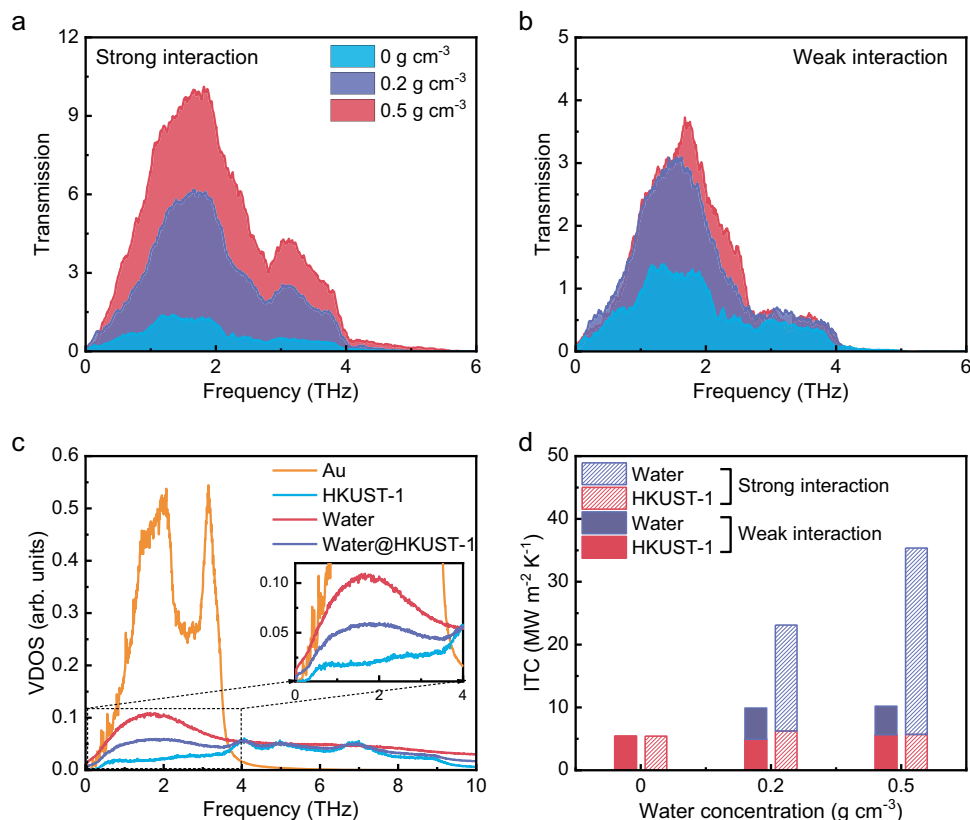 a
Strong interaction
0 g cm⁻³
0.2 g cm⁻³
0.5 g cm⁻³
Transmission
12
9
6
3
0
0 2 4 6
Frequency (THz)
b
Weak interaction
Transmission
5
4
3
2
1
0
0 2 4 6
Frequency (THz)
c
Au
HKUST-1
Water
Water@HKUST-1
VDOS (arb. units)
0.6
0.5
0.4
0.3
0.2
0.1
0.0
0.10
0.05
0 2 4
0 2 4 6 8 10
Frequency (THz)
d
Water
HKUST-1
Strong interaction
Water
HKUST-1
Weak interaction
ITC (MW m⁻² K⁻¹)
50
40
30
20
10
0
0 0.2 0.5
Water concentration (g cm⁻³)